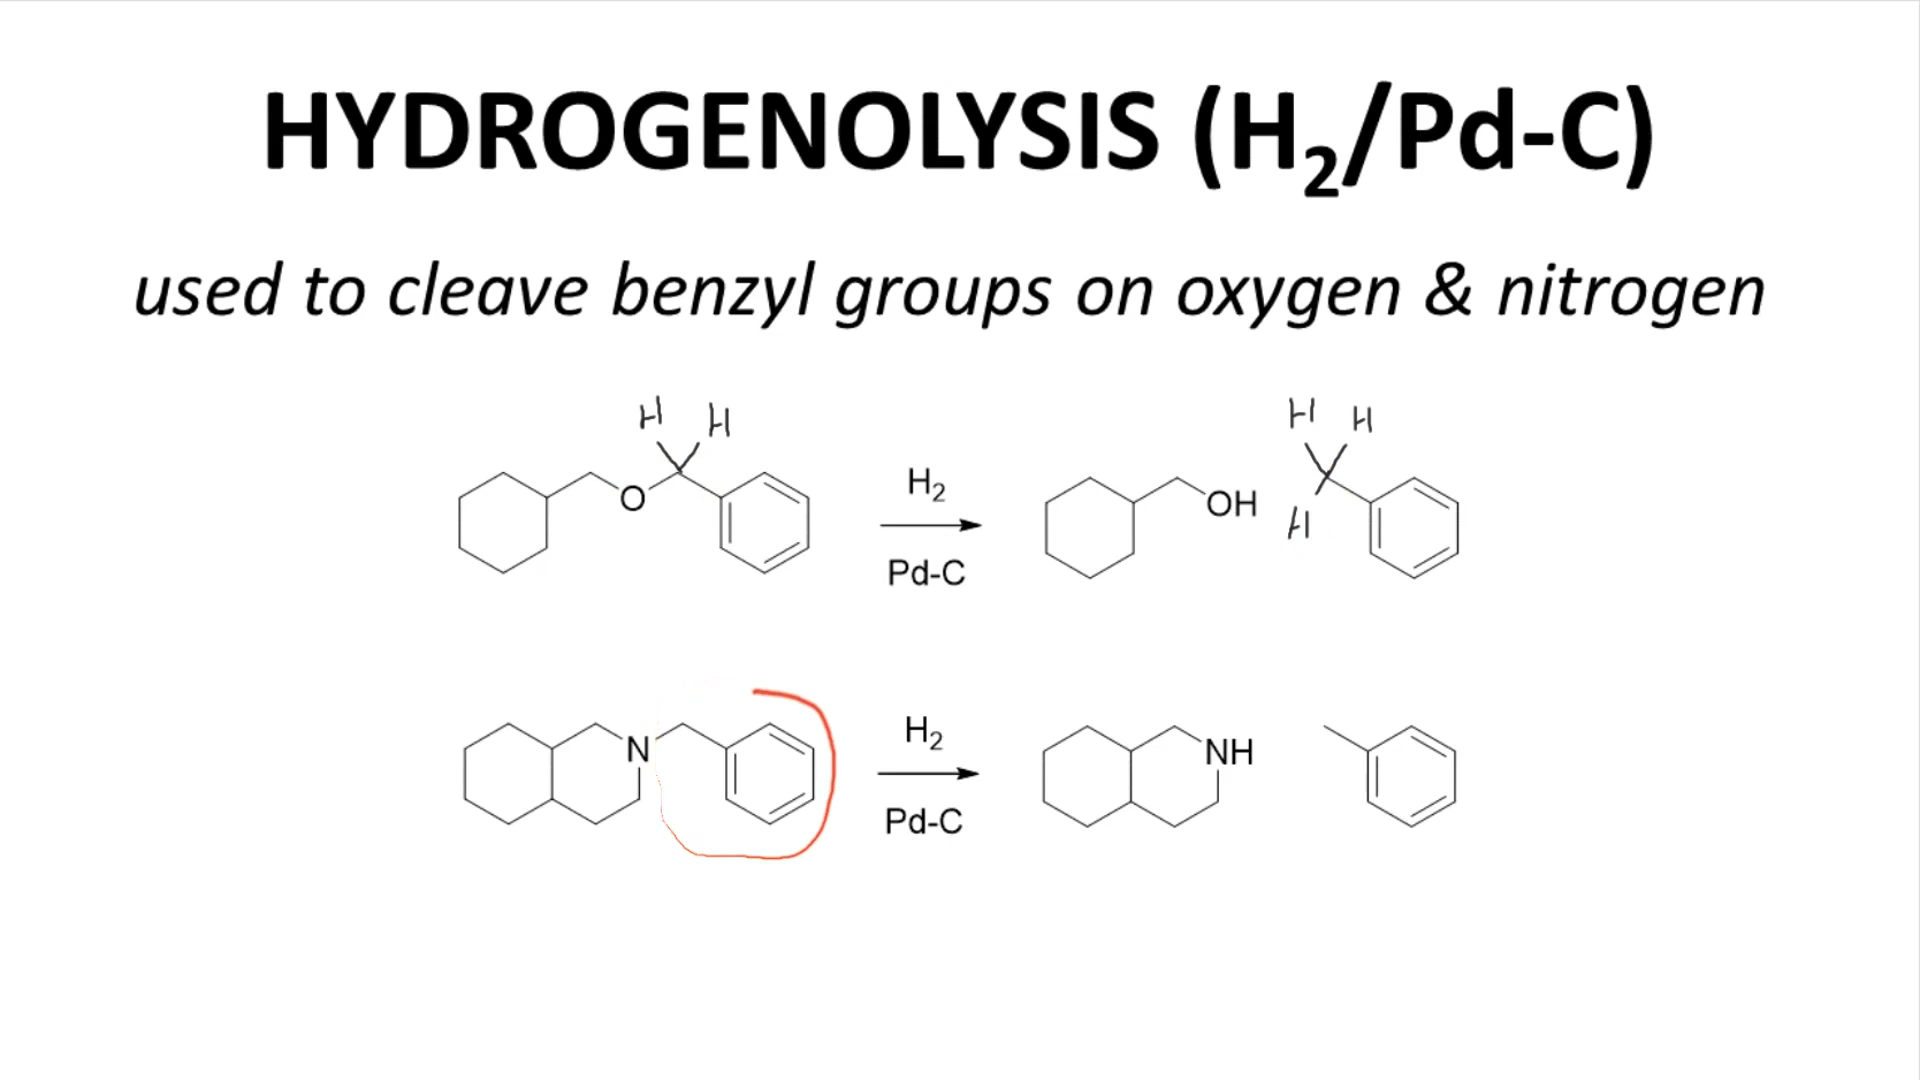 HYDROGENOLYSIS (H₂/Pd-C)
used to cleave benzyl groups on oxygen & nitrogen
H H
O
H₂
Pd-C
OH
H H
H
N
H₂
Pd-C
NH